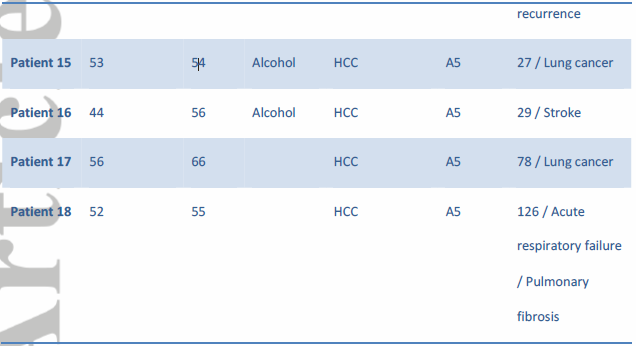 recurrence
Patient 15 53 54 Alcohol HCC A5 27 / Lung cancer
Patient 16 44 56 Alcohol HCC A5 29 / Stroke
Patient 17 56 66 HCC A5 78 / Lung cancer
Patient 18 52 55 HCC A5 126 / Acute
respiratory failure
/ Pulmonary
fibrosis
Article